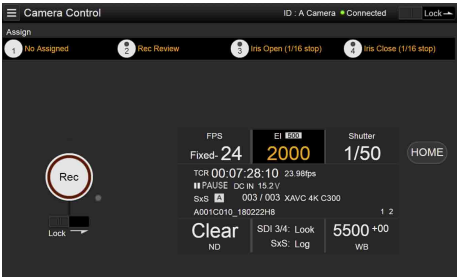 Camera Control
ID : A Camera Connected
Lock
Assign
1 No Assigned
2 Rec Review
3 Iris Open (1/16 stop)
4 Iris Close (1/16 stop)
FPS
Fixed- 24
EI 500
2000
Shutter
1/50
HOME
Rec
TCR 00:07:28:10 23.98fps
PAUSE DC IN 15.2V
SxS A 003 / 003 XAVC 4K C300
A001C010_180222H8 1 2
Lock
Clear
ND
SDI 3/4: Look
SxS: Log
5500 +00
WB